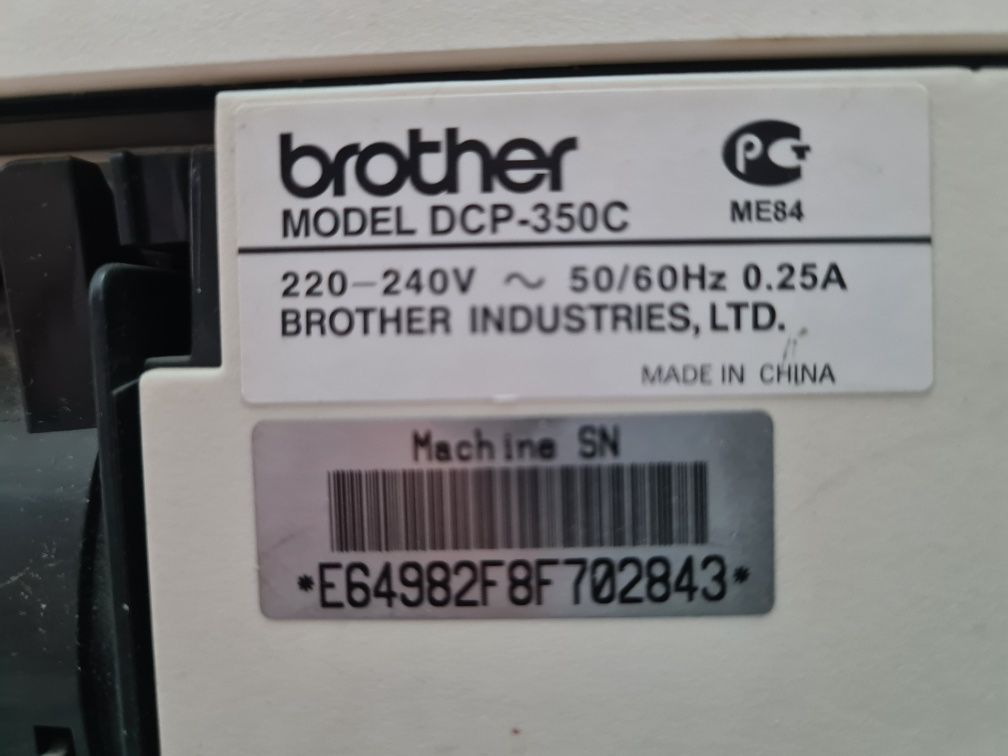 brother
MODEL DCP-350C
ME84
220-240V ~ 50/60Hz 0.25A
BROTHER INDUSTRIES, LTD.
MADE IN CHINA
Machine SN
*E64982F8F702843*